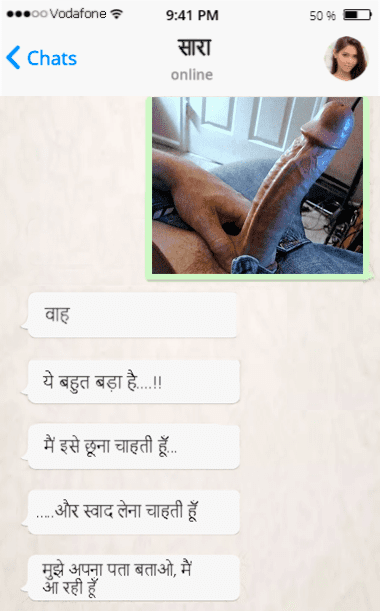 Vodafone 9:41 PM 50 %
Chats सारा
online
वाह
ये बहुत बड़ा है....!!
मैं इसे छूना चाहती हूँ...
.....और स्वाद लेना चाहती हूँ
मुझे अपना पता बताओ, मैं
आ रही हूँ